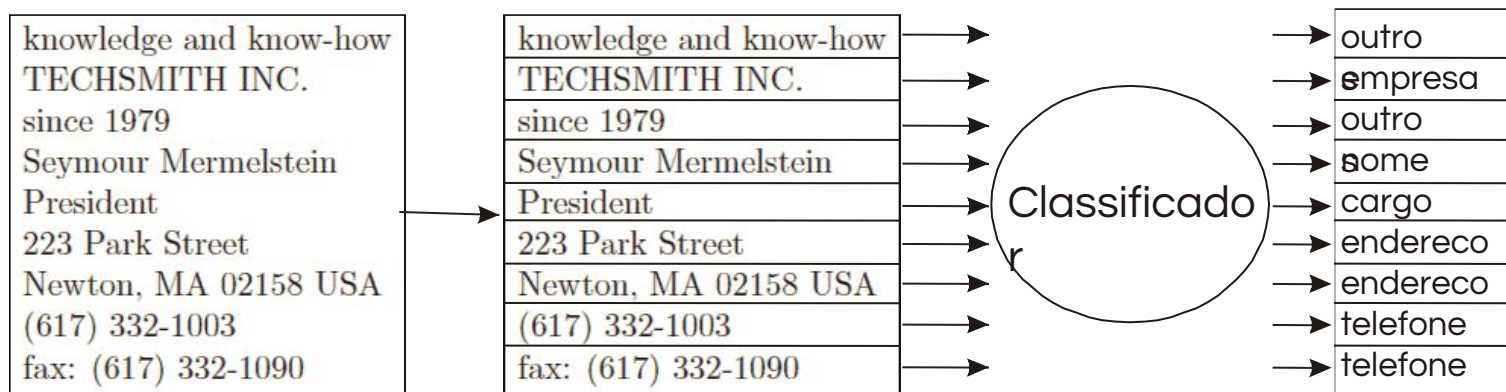 knowledge and know-how
TECHSMITH INC.
since 1979
Seymour Mermelstein
President
223 Park Street
Newton, MA 02158 USA
(617) 332-1003
fax: (617) 332-1090
knowledge and know-how
TECHSMITH INC.
since 1979
Seymour Mermelstein
President
223 Park Street
Newton, MA 02158 USA
(617) 332-1003
fax: (617) 332-1090
Classificado
r
outro
s
empresa
outro
s
nome
cargo
endereco
endereco
telefone
telefone